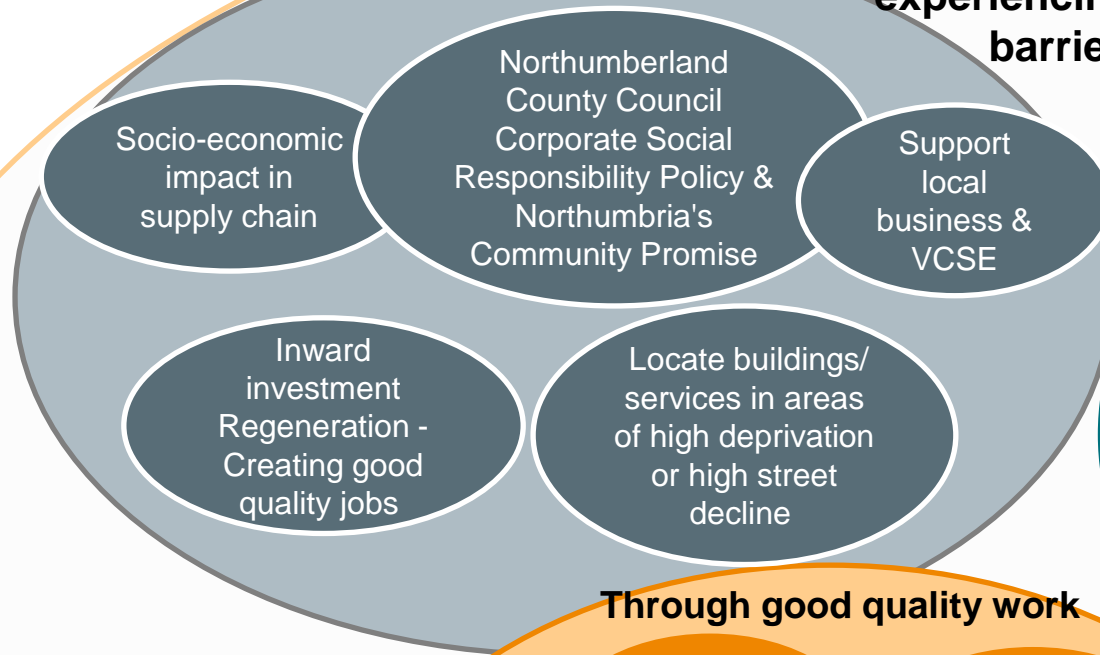 barrie
Socio-economic
impact in
supply chain
Northumberland
County Council
Corporate Social
Responsibility Policy &
Northumbria's
Community Promise
Support
local
business &
VCSE
Inward
investment
Regeneration -
Creating good
quality jobs
Locate buildings/
services in areas
of high deprivation
or high street
decline
Through good quality work